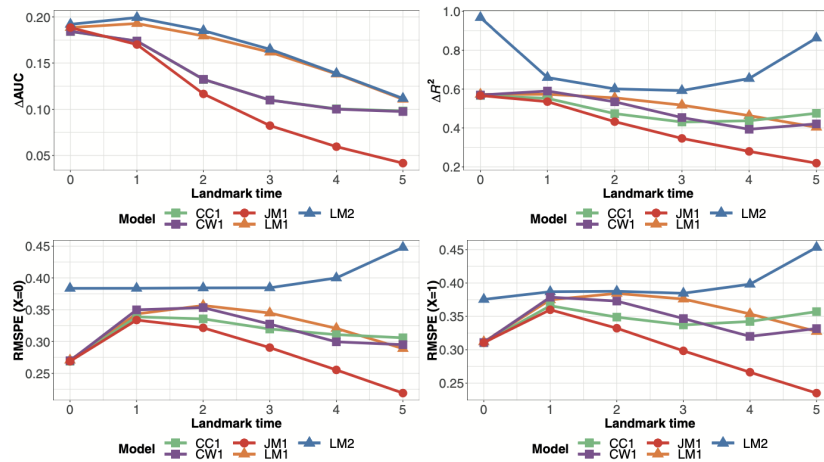 ΔAUC
0.20
0.15
0.10
0.05
0 1 2 3 4 5
Landmark time
Model CC1 JM1 LM2
CW1 LM1
ΔR²
1.0
0.8
0.6
0.4
0.2
0 1 2 3 4 5
Landmark time
Model CC1 JM1 LM2
CW1 LM1
RMSPE (X=0)
0.45
0.40
0.35
0.30
0.25
0 1 2 3 4 5
Landmark time
Model CC1 JM1 LM2
CW1 LM1
RMSPE (X=1)
0.45
0.40
0.35
0.30
0.25
0 1 2 3 4 5
Landmark time
Model CC1 JM1 LM2
CW1 LM1